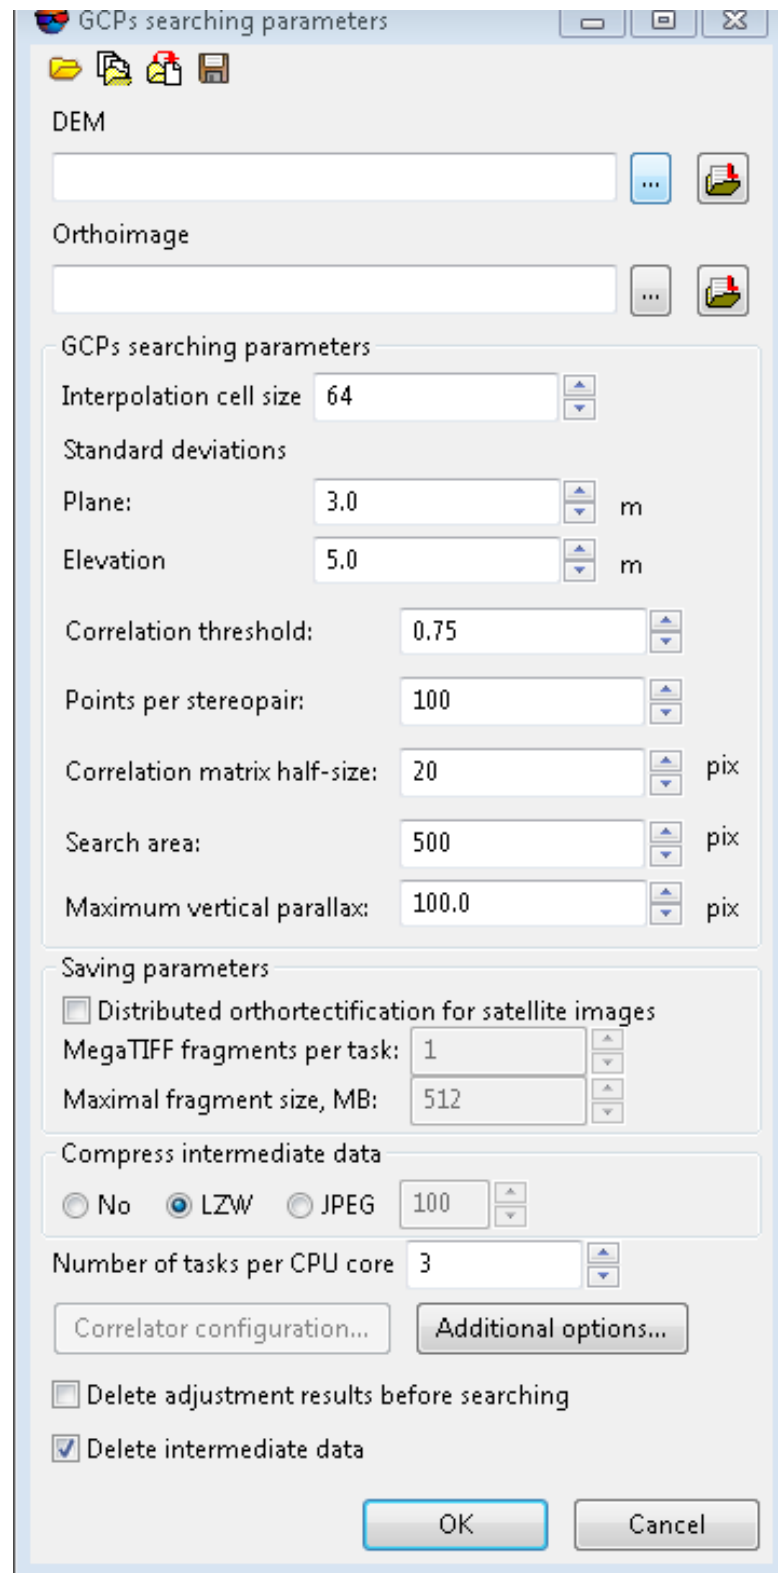 GCPs searching parameters
DEM
...
Orthoimage
...
GCPs searching parameters
Interpolation cell size 64
Standard deviations
Plane: 3.0 m
Elevation 5.0 m
Correlation threshold: 0.75
Points per stereopair: 100
Correlation matrix half-size: 20 pix
Search area: 500 pix
Maximum vertical parallax: 100.0 pix
Saving parameters
Distributed orthortectification for satellite images
MegaTIFF fragments per task: 1
Maximal fragment size, MB: 512
Compress intermediate data
No LZW JPEG 100
Number of tasks per CPU core 3
Correlator configuration... Additional options...
Delete adjustment results before searching
Delete intermediate data
OK Cancel